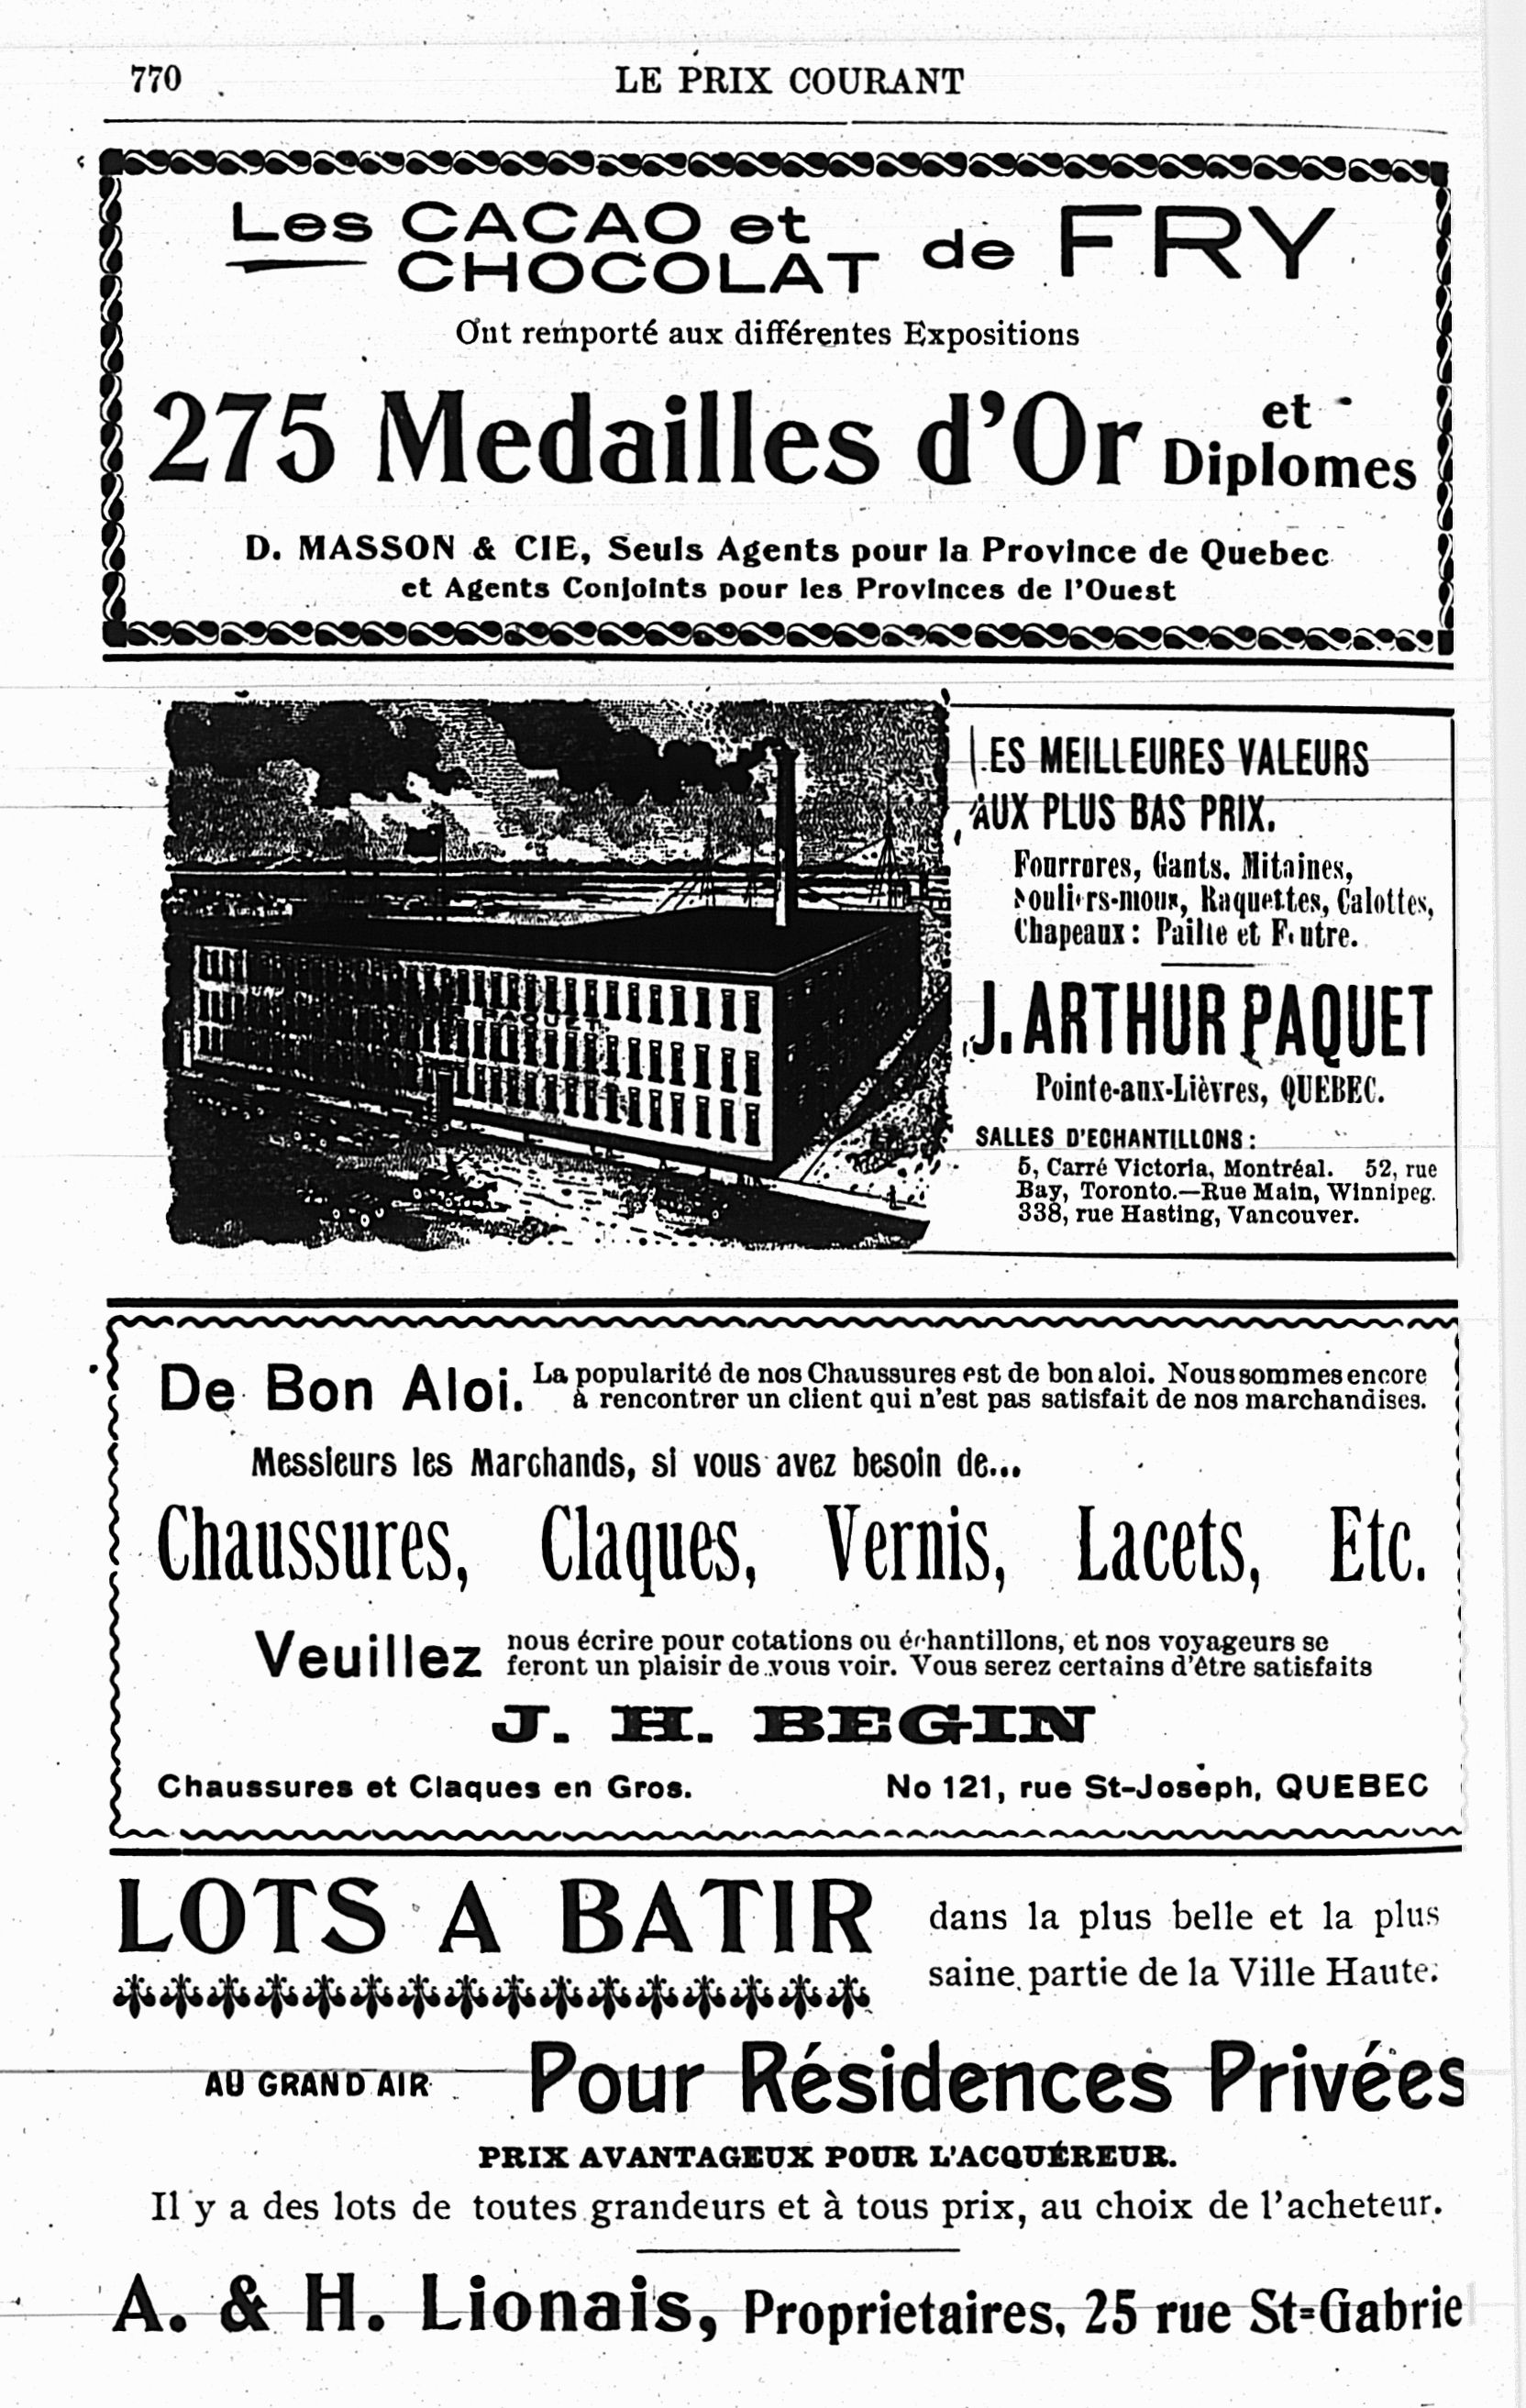 770
LE PRIX COURANT
Les CACAO et
CHOCOLAT de FRY
Ont remporté aux différentes Expositions
275 Medailles d'Or et
Diplomes
D. MASSON & CIE, Seuls Agents pour la Province de Quebec
et Agents Conjoints pour les Provinces de l'Ouest
LES MEILLEURES VALEURS
AUX PLUS BAS PRIX.
Fourrures, Gants, Mitaines,
Souliers-mous, Raquettes, Calottes,
Chapeaux: Paille et Feutre.
J. ARTHUR PAQUET
Pointe-aux-Lièvres, QUEBEC.
SALLES D'ECHANTILLONS:
5, Carré Victoria, Montréal. 52, rue
Bay, Toronto.—Rue Main, Winnipeg.
338, rue Hasting, Vancouver.
PAQUET
De Bon Aloi. La popularité de nos Chaussures est de bon aloi. Nous sommes encore
à rencontrer un client qui n'est pas satisfait de nos marchandises.
Messieurs les Marchands, si vous avez besoin de...
Chaussures, Claques, Vernis, Lacets, Etc.
Veuillez nous écrire pour cotations ou échantillons, et nos voyageurs se
feront un plaisir de vous voir. Vous serez certains d'être satisfaits
J. H. BEGIN
Chaussures et Claques en Gros. No 121, rue St-Joseph, QUEBEC
LOTS A BATIR dans la plus belle et la plus
saine partie de la Ville Haute.
AU GRAND AIR Pour Résidences Privées
PRIX AVANTAGEUX POUR L'ACQUÉREUR.
Il y a des lots de toutes grandeurs et à tous prix, au choix de l'acheteur.
A. & H. Lionais, Proprietaires, 25 rue St-Gabrie